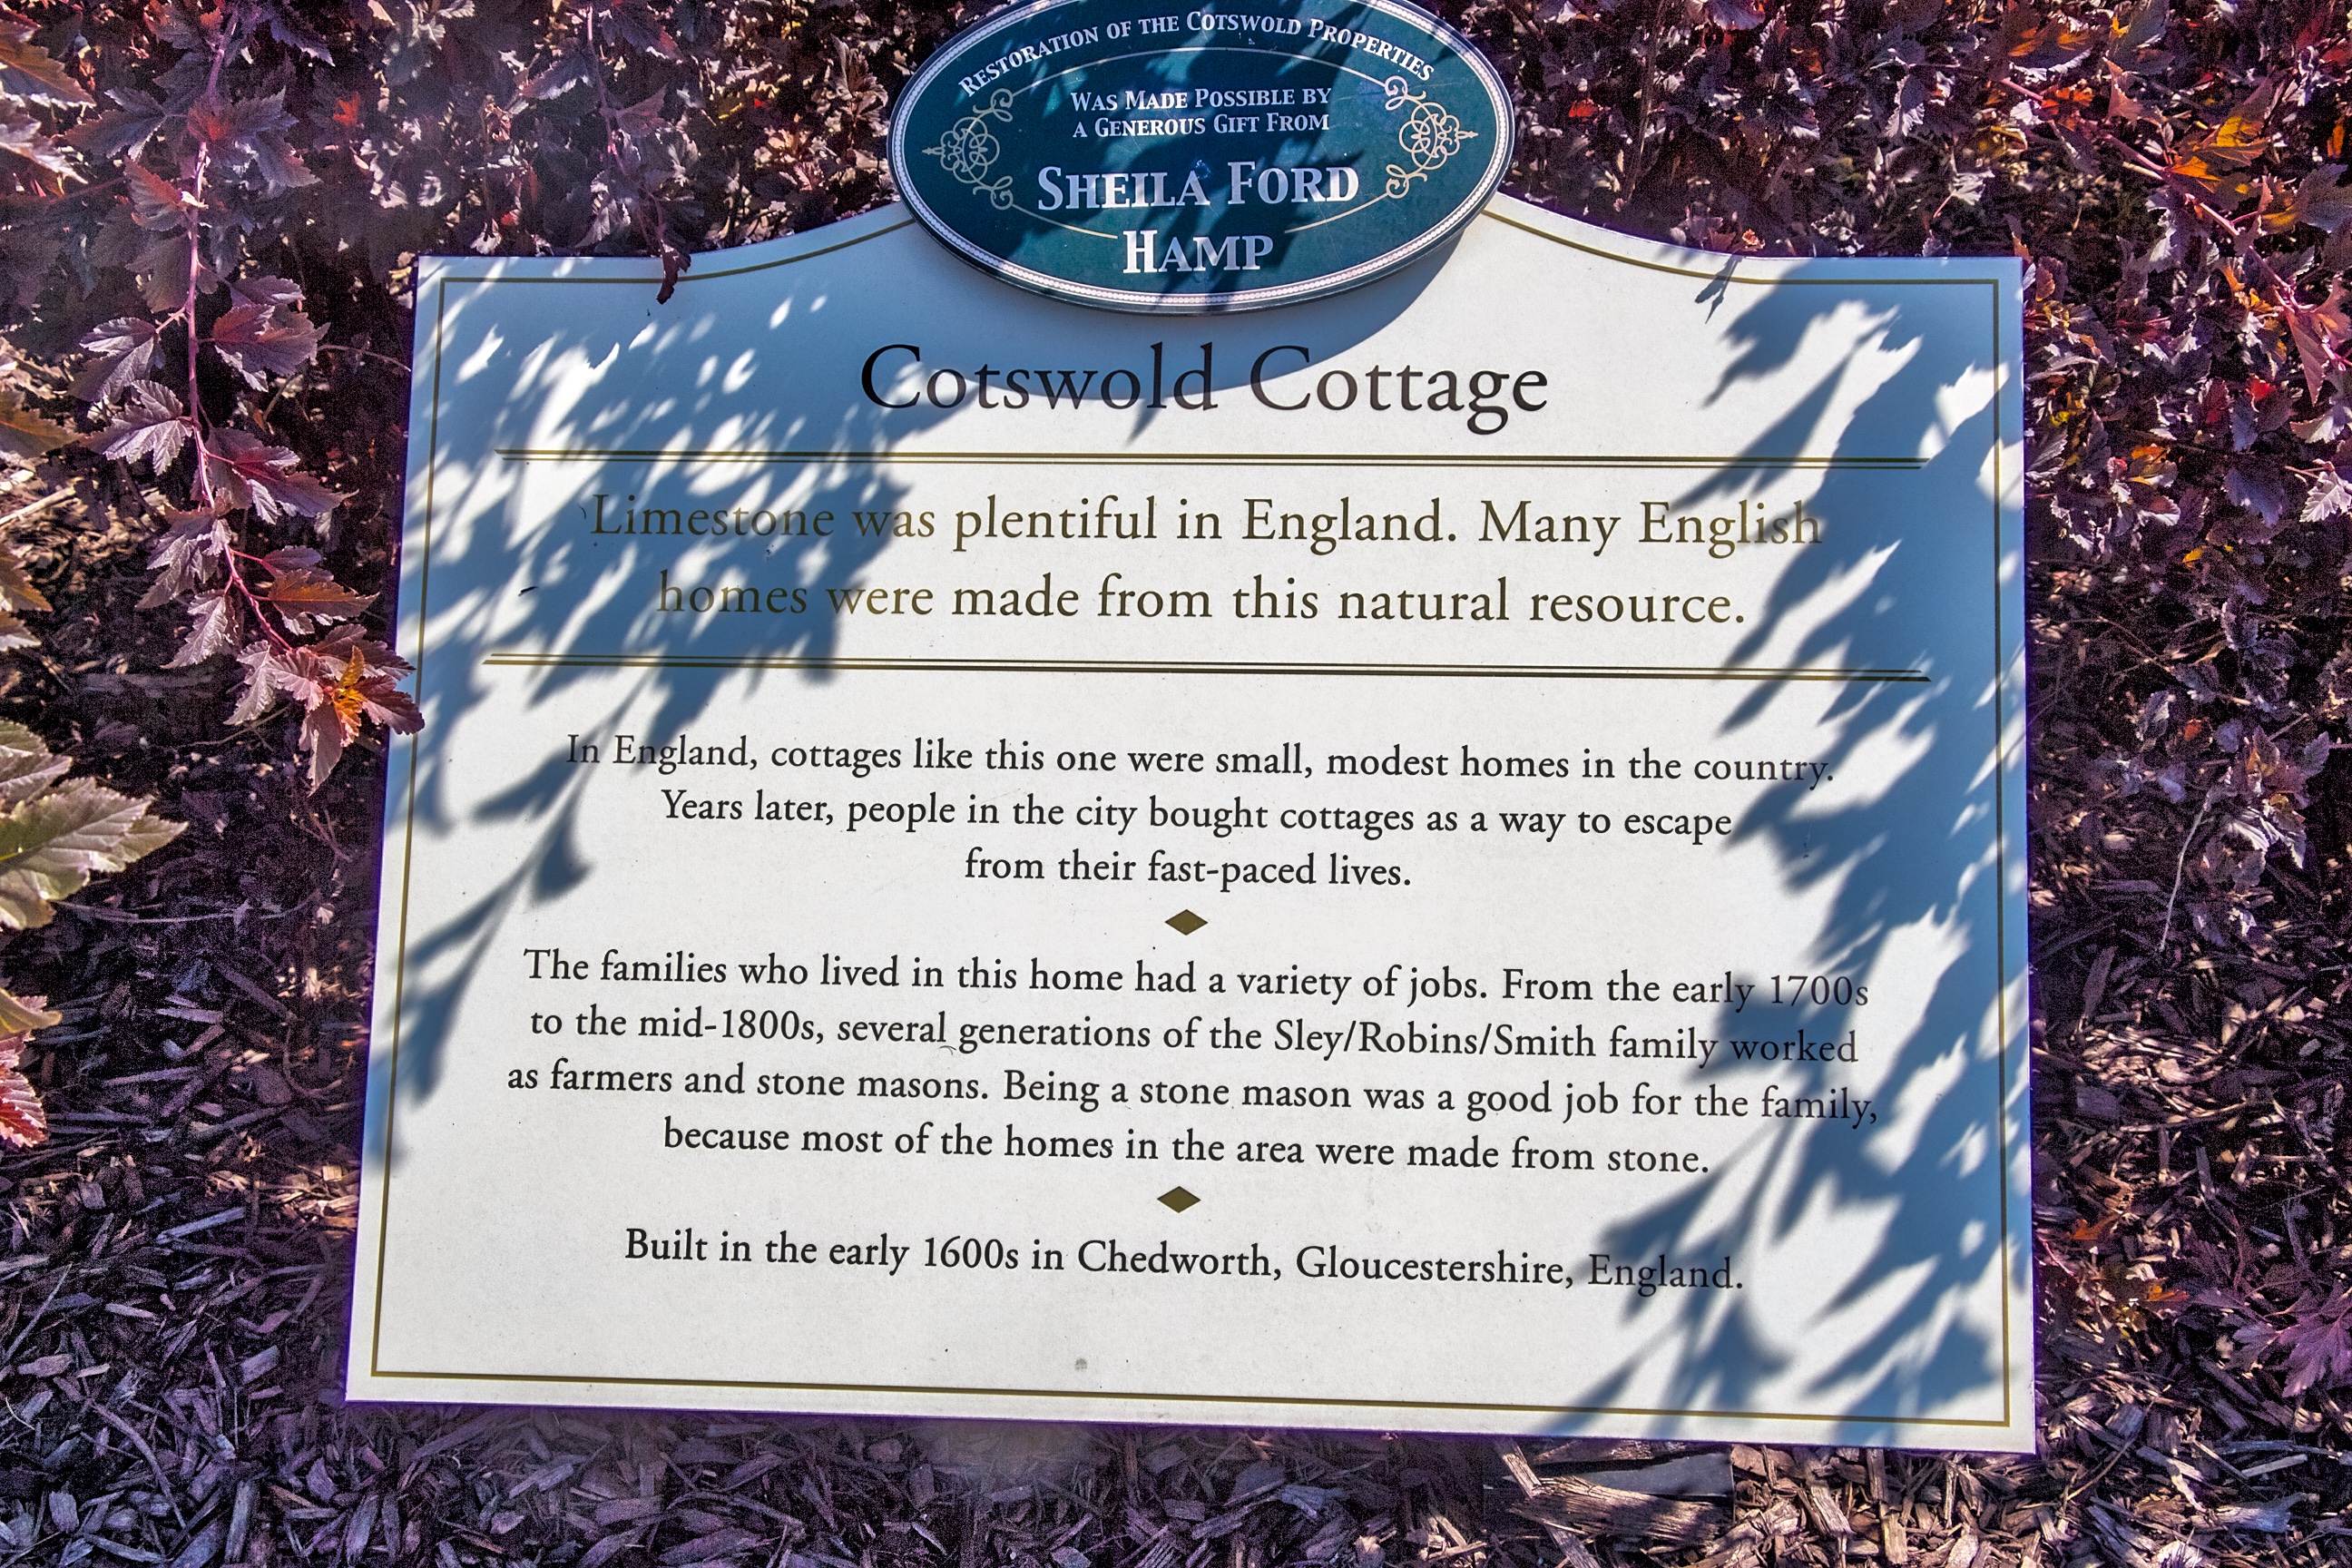 RESTORATION OF THE COTSWOLD PROPERTIES
WAS MADE POSSIBLE BY
A GENEROUS GIFT FROM
SHEILA FORD
HAMP
Cotswold Cottage
Limestone was plentiful in England. Many English
homes were made from this natural resource.
In England, cottages like this one were small, modest homes in the country.
Years later, people in the city bought cottages as a way to escape
from their fast-paced lives.
The families who lived in this home had a variety of jobs. From the early 1700s
to the mid-1800s, several generations of the Sley/Robins/Smith family worked
as farmers and stone masons. Being a stone mason was a good job for the family,
because most of the homes in the area were made from stone.
Built in the early 1600s in Chedworth, Gloucestershire, England.